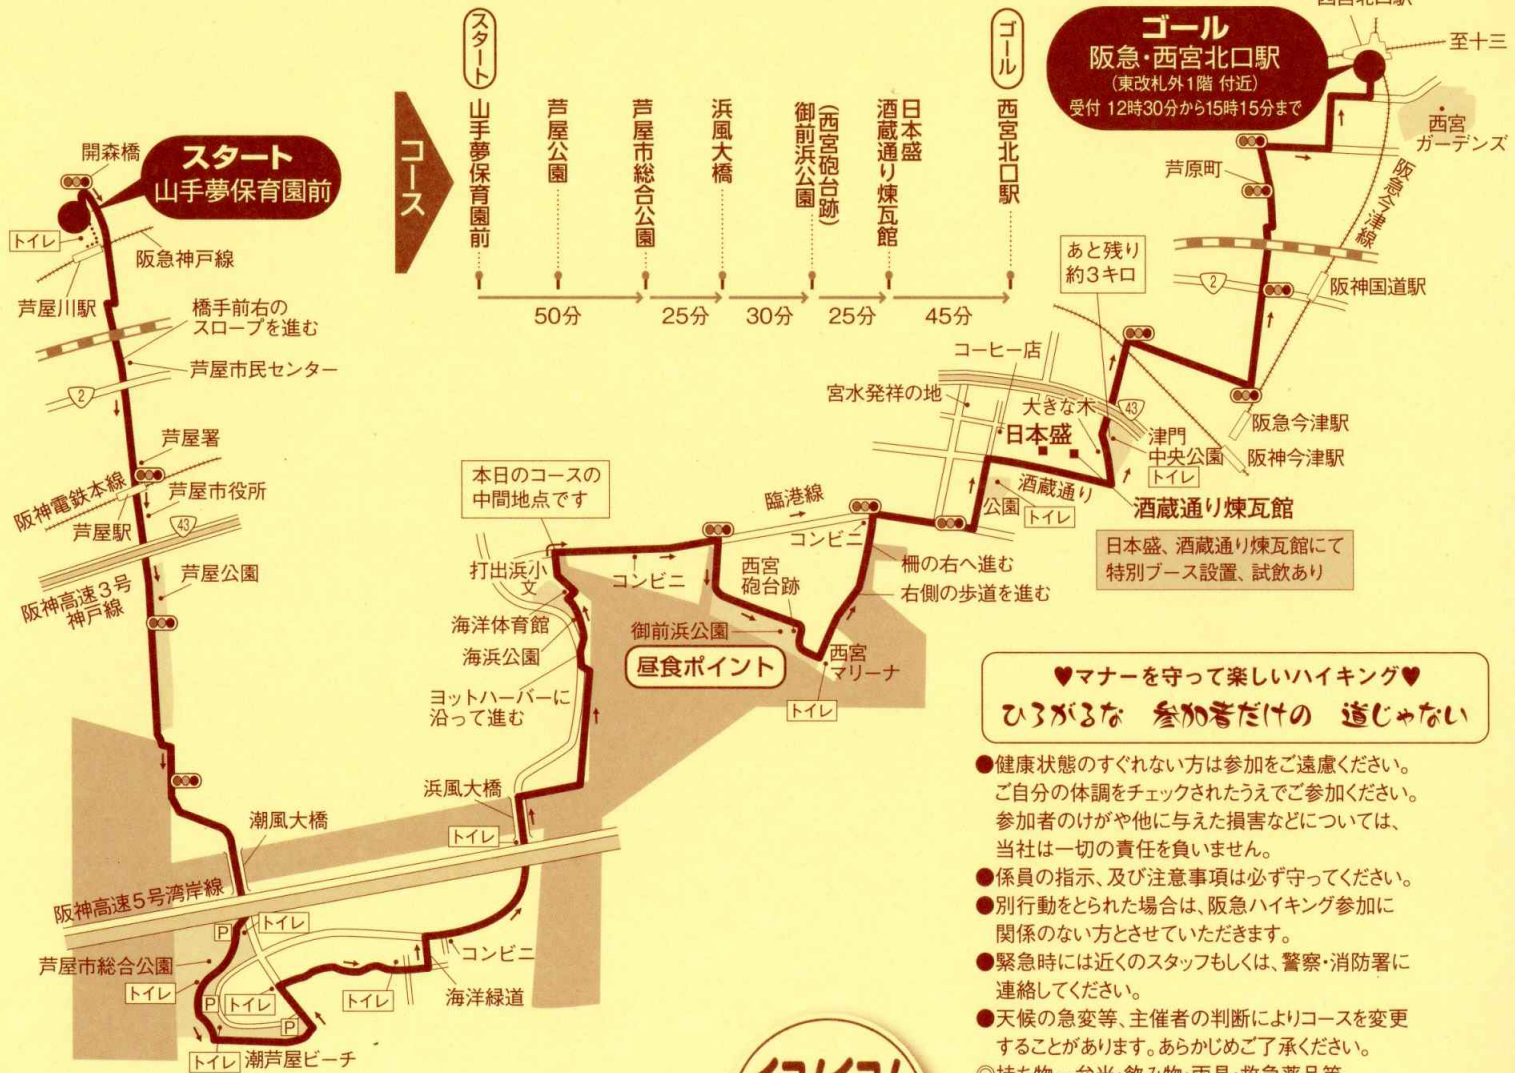 スタート
山手夢保育園前
開森橋
トイレ
阪急神戸線
芦屋川駅
橋手前右の
スロープを進む
芦屋市民センター
2
芦屋署
阪神電鉄本線
芦屋市役所
芦屋駅
43
阪神高速3号
神戸線
芦屋公園
潮風大橋
阪神高速5号湾岸線
P
トイレ
芦屋市総合公園
トイレ
P
トイレ
P
トイレ
潮芦屋ビーチ
トイレ
海洋緑道
コンビニ
トイレ
浜風大橋
ヨットハーバーに
沿って進む
海浜公園
海洋体育館
打出浜小
文
本日のコースの
中間地点です
コンビニ
御前浜公園
昼食ポイント
西宮
砲台跡
西宮
マリーナ
トイレ
臨港線
コンビニ
柵の右へ進む
右側の歩道を進む
公園
トイレ
酒蔵通り
宮水発祥の地
コーヒー店
日本盛
大きな木
43
津門
中央公園
トイレ
酒蔵通り煉瓦館
日本盛、酒蔵通り煉瓦館にて
特別ブース設置、試飲あり
あと残り
約3キロ
阪急今津駅
阪神今津駅
2
阪神国道駅
阪急今津線
芦原町
西宮
ガーデンズ
至十三
西宮北口駅
ゴール
阪急・西宮北口駅
(東改札外1階 付近)
受付 12時30分から15時15分まで
コース
スタート
山手夢保育園前
芦屋公園
芦屋市総合公園
浜風大橋
御前浜公園
(西宮砲台跡)
日本盛
酒蔵通り煉瓦館
ゴール
西宮北口駅
50分
25分
30分
25分
45分
♥マナーを守って楽しいハイキング♥
ひろがるな 参加者だけの 道じゃない
●健康状態のすぐれない方は参加をご遠慮ください。
ご自分の体調をチェックされたうえでご参加ください。
参加者のけがや他に与えた損害などについては、
当社は一切の責任を負いません。
●係員の指示、及び注意事項は必ず守ってください。
●別行動をとられた場合は、阪急ハイキング参加に
関係のない方とさせていただきます。
●緊急時には近くのスタッフもしくは、警察・消防署に
連絡してください。
●天候の急変等、主催者の判断によりコースを変更
することがあります。あらかじめご了承ください。
◎持ち物…弁当・飲み物・雨具・救急薬品等